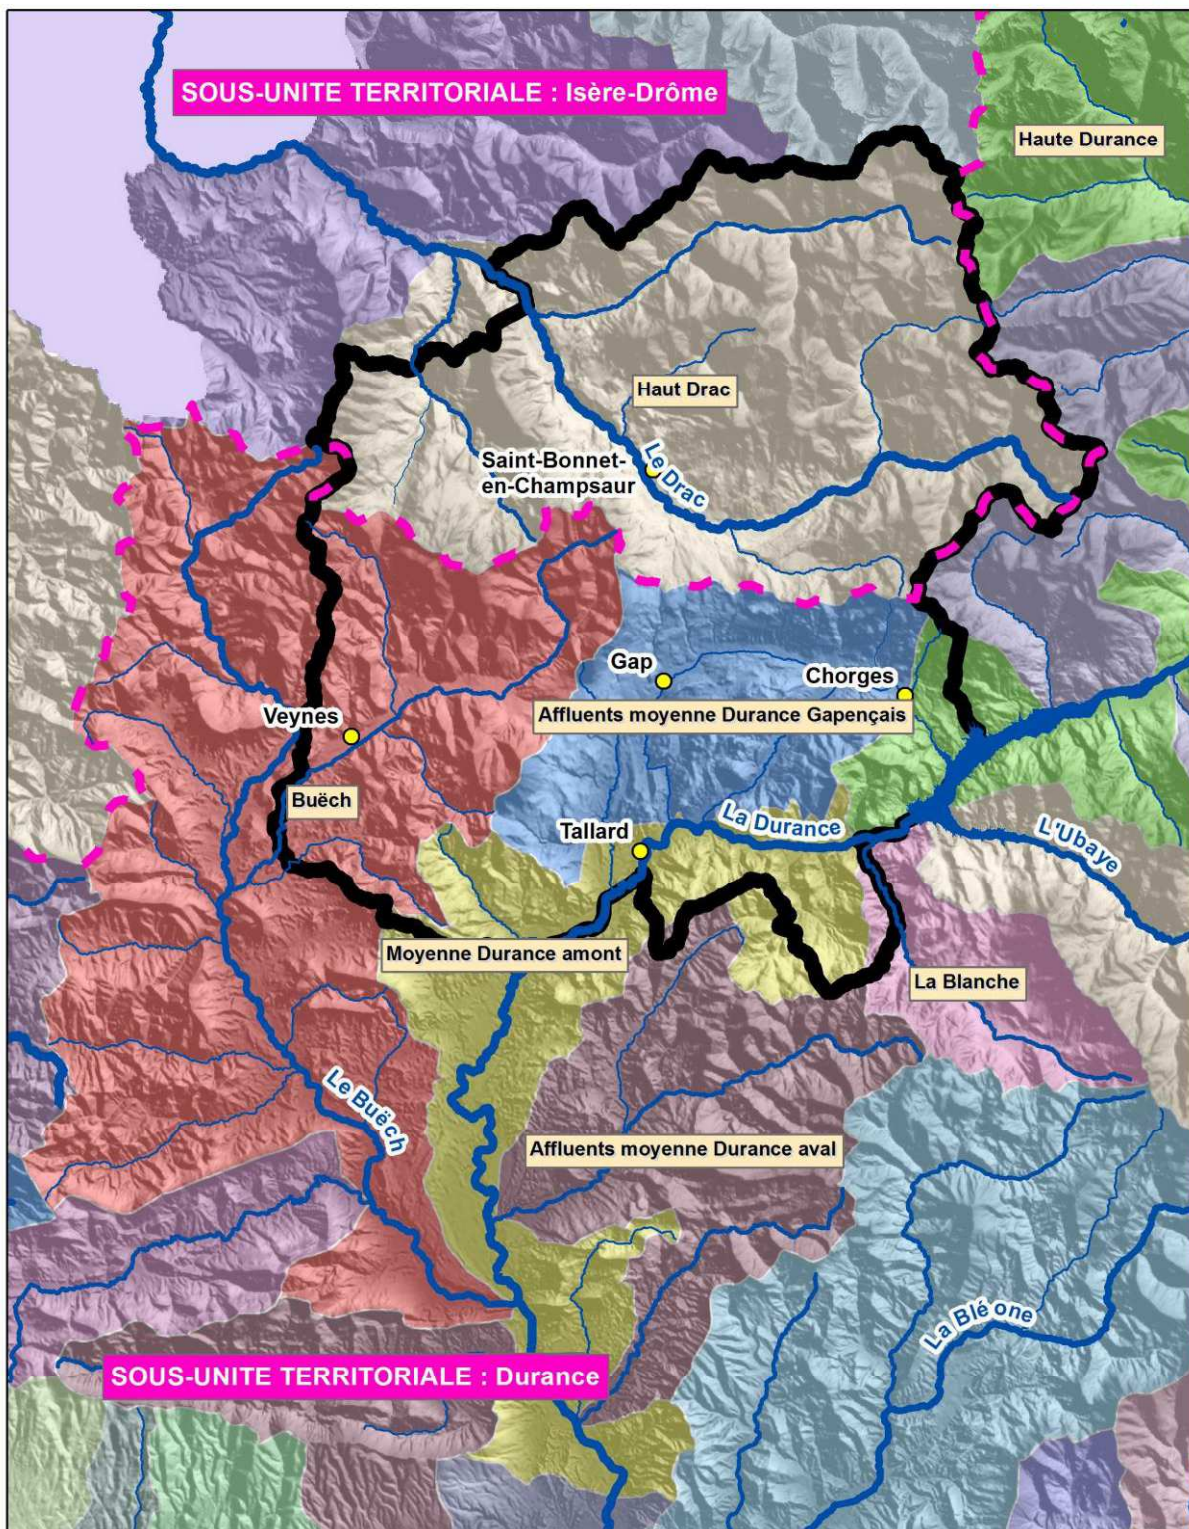 SOUS-UNITE TERRITORIALE : Isère-Drôme
Haute Durance
Haut Drac
Saint-Bonnet-
en-Champsaur
Le Drac
Gap
Chorges
Veynes
Affluents moyenne Durance Gapençais
Buëch
Tallard
La Durance
L'Ubaye
Moyenne Durance amont
La Blanche
Le Buëch
Affluents moyenne Durance aval
La Blé one
SOUS-UNITE TERRITORIALE : Durance